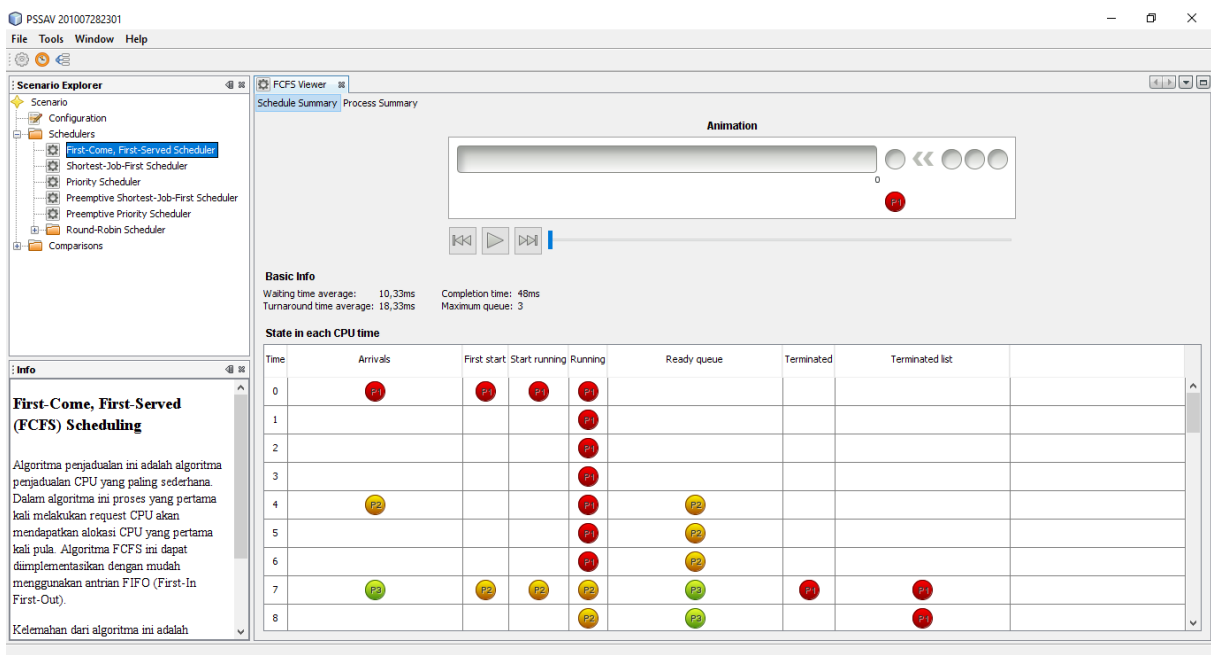 PSSAV 201007282301
File Tools Window Help
Scenario Explorer
Scenario
Configuration
Schedulers
First-Come, First-Served Scheduler
Shortest-Job-First Scheduler
Priority Scheduler
Preemptive Shortest-Job-First Scheduler
Preemptive Priority Scheduler
Round-Robin Scheduler
Comparisons
Info
First-Come, First-Served
(FCFS) Scheduling
Algoritma penjadualan ini adalah algoritma
penjadualan CPU yang paling sederhana.
Dalam algoritma ini proses yang pertama
kali melakukan request CPU akan
mendapatkan alokasi CPU yang pertama
kali pula. Algoritma FCFS ini dapat
diimplementasikan dengan mudah
menggunakan antrian FIFO (First-In
First-Out).
Kelemahan dari algoritma ini adalah
FCFS Viewer
Schedule Summary Process Summary
Animation
0
P1
Basic Info
Waiting time average: 10,33ms Completion time: 48ms
Turnaround time average: 18,33ms Maximum queue: 3
State in each CPU time
Time Arrivals First start Start running Running Ready queue Terminated Terminated list
0 P1 P1 P1 P1
1 P1
2 P1
3 P1
4 P2 P1 P2
5 P1 P2
6 P1 P2
7 P3 P2 P2 P2 P3 P1 P1
8 P2 P3 P1